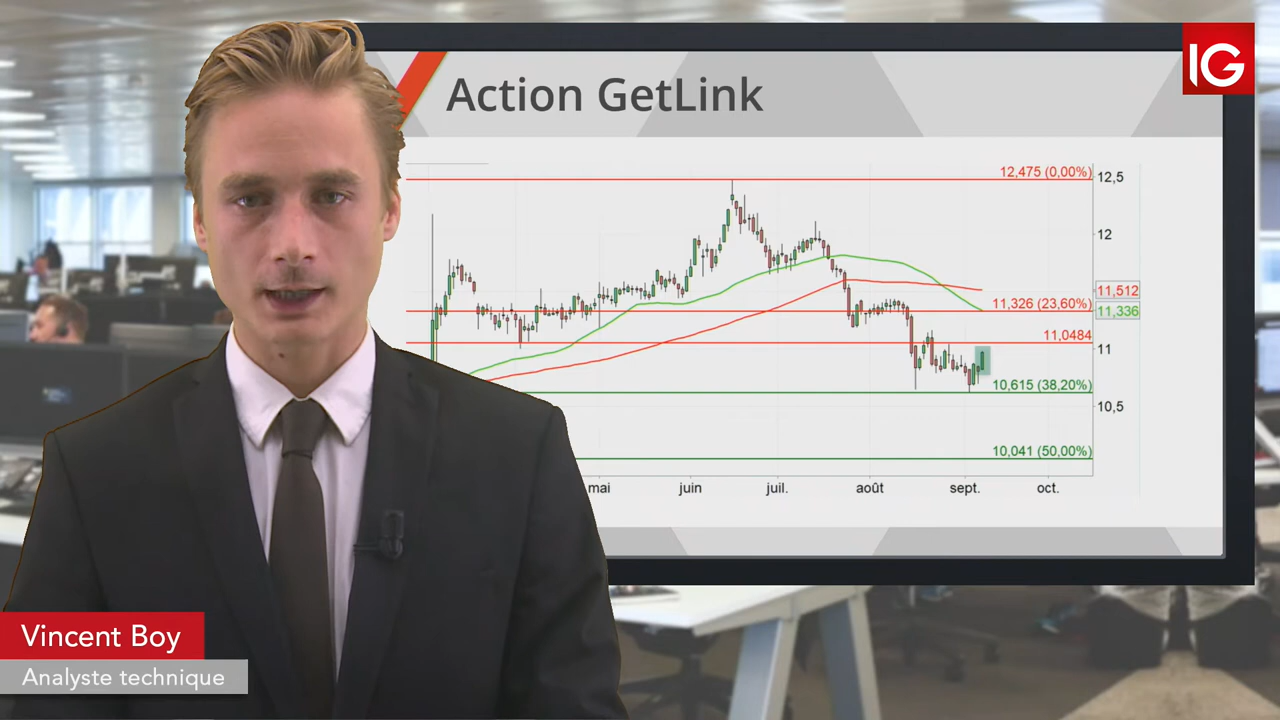 IG
Action GetLink
12,475 (0,00%)
12,5
12
11,512
11,326 (23,60%)
11,336
11,0484
11
10,615 (38,20%)
10,5
10,041 (50,00%)
mai juin juil. août sept. oct.
Vincent Boy
Analyste technique